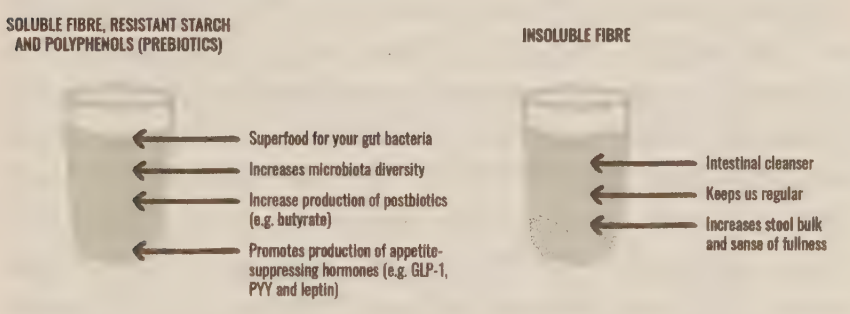 SOLUBLE FIBRE, RESISTANT STARCH
AND POLYPHENOLS (PREBIOTICS)
Superfood for your gut bacteria
Increases microbiota diversity
Increase production of postbiotics
(e.g. butyrate)
Promotes production of appetite-
suppressing hormones (e.g. GLP-1,
PYY and leptin)
INSOLUBLE FIBRE
Intestinal cleanser
Keeps us regular
Increases stool bulk
and sense of fullness